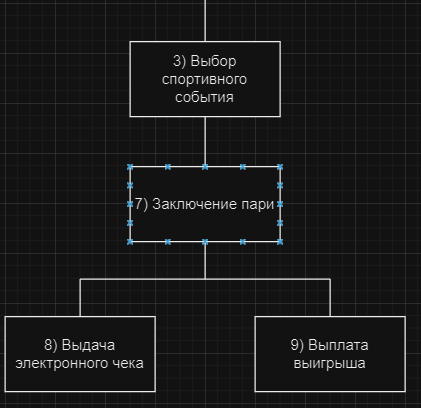 3) Выбор
спортивного
события
7) Заключение пари
8) Выдача
электронного чека
9) Выплата
выигрыша